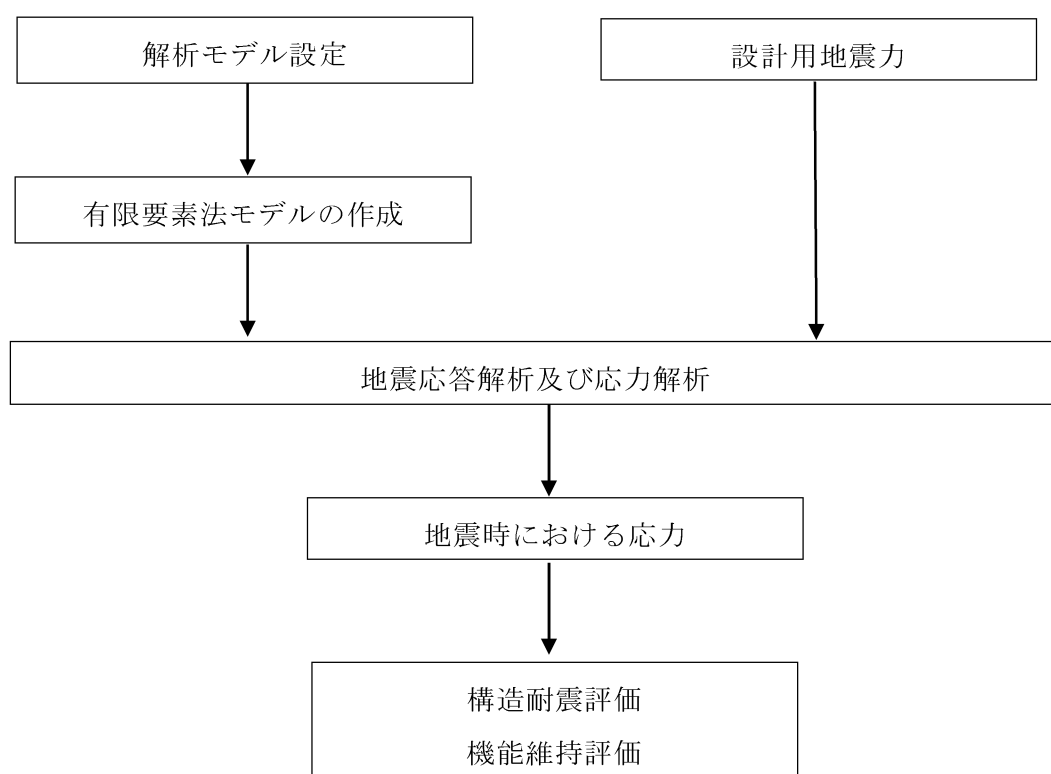 解析モデル設定
設計用地震力
有限要素法モデルの作成
地震応答解析及び応力解析
地震時における応力
構造耐震評価
機能維持評価